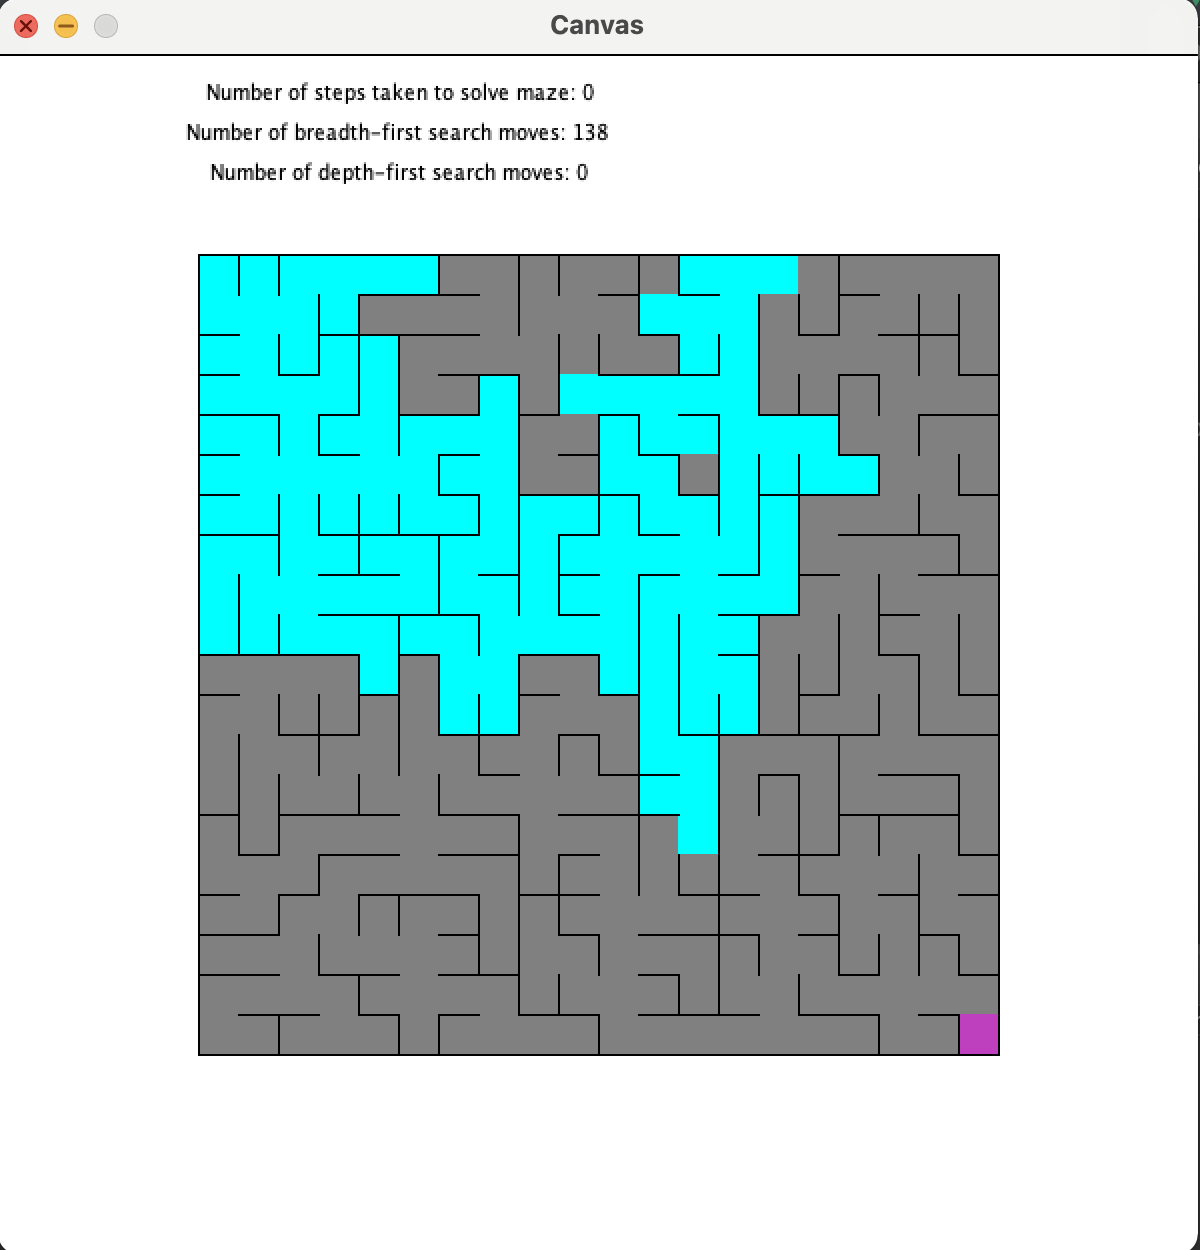 Canvas
Number of steps taken to solve maze: 0
Number of breadth-first search moves: 138
Number of depth-first search moves: 0